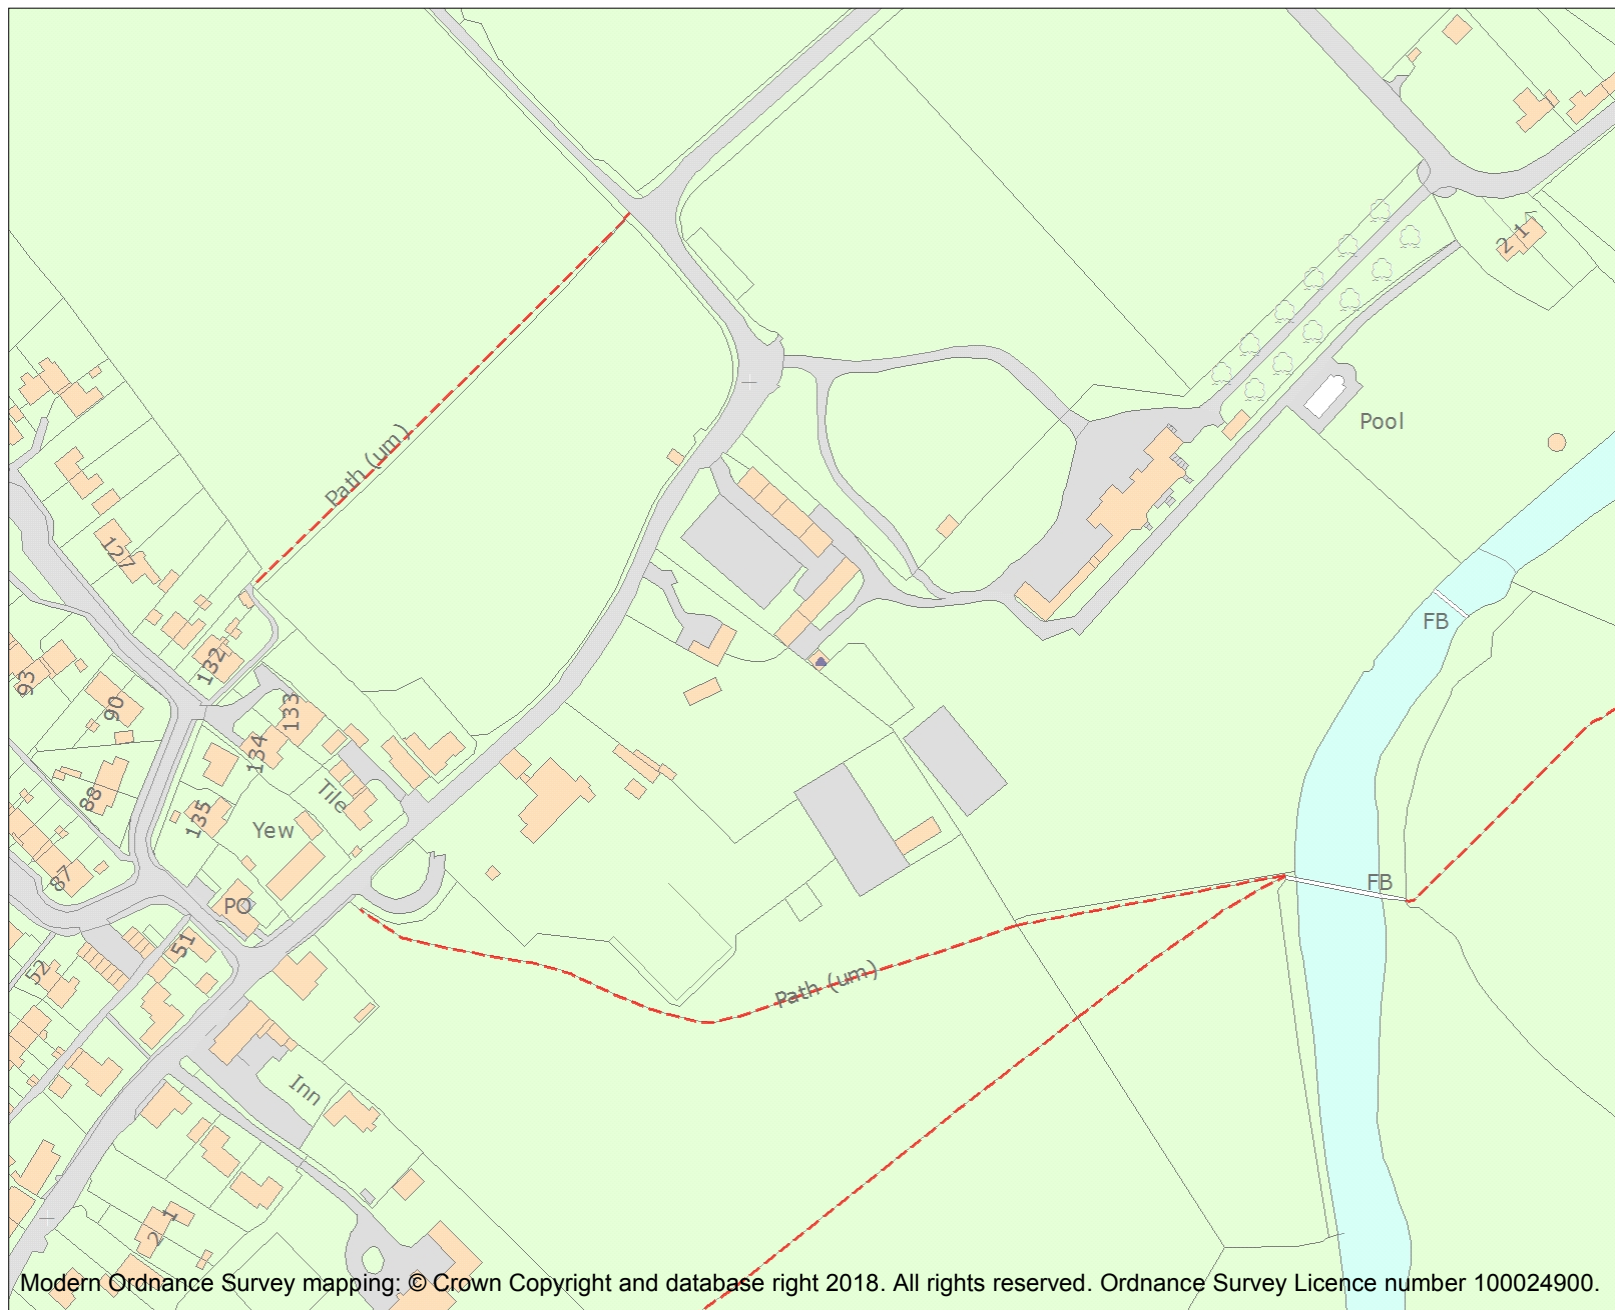 2 1
Pool
Path (um)
127
FB
132
93
90
133
134
88
Tile
135
Yew
87
FB
PO
51
52
Path (um)
Inn
2 1
Modern Ordnance Survey mapping: © Crown Copyright and database right 2018. All rights reserved. Ordnance Survey Licence number 100024900.